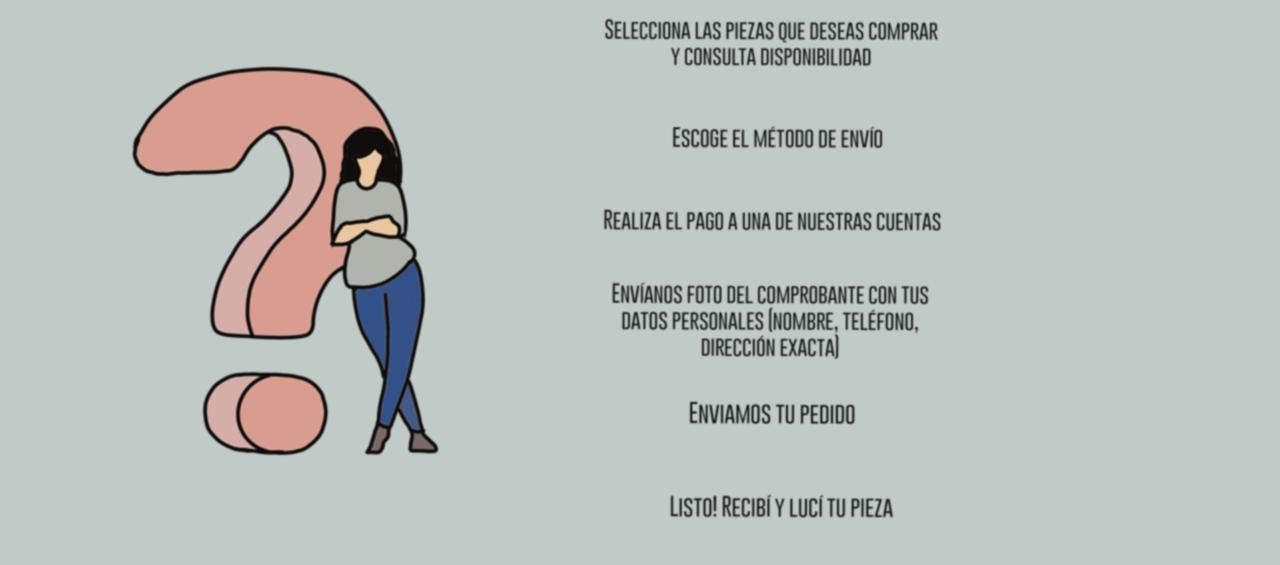 Selecciona las piezas que deseas comprar
y consulta disponibilidad
Escoge el método de envío
Realiza el pago a una de nuestras cuentas
Envíanos foto del comprobante con tus
datos personales (nombre, teléfono,
dirección exacta)
Enviamos tu pedido
Listo! Recibí y lucí tu pieza